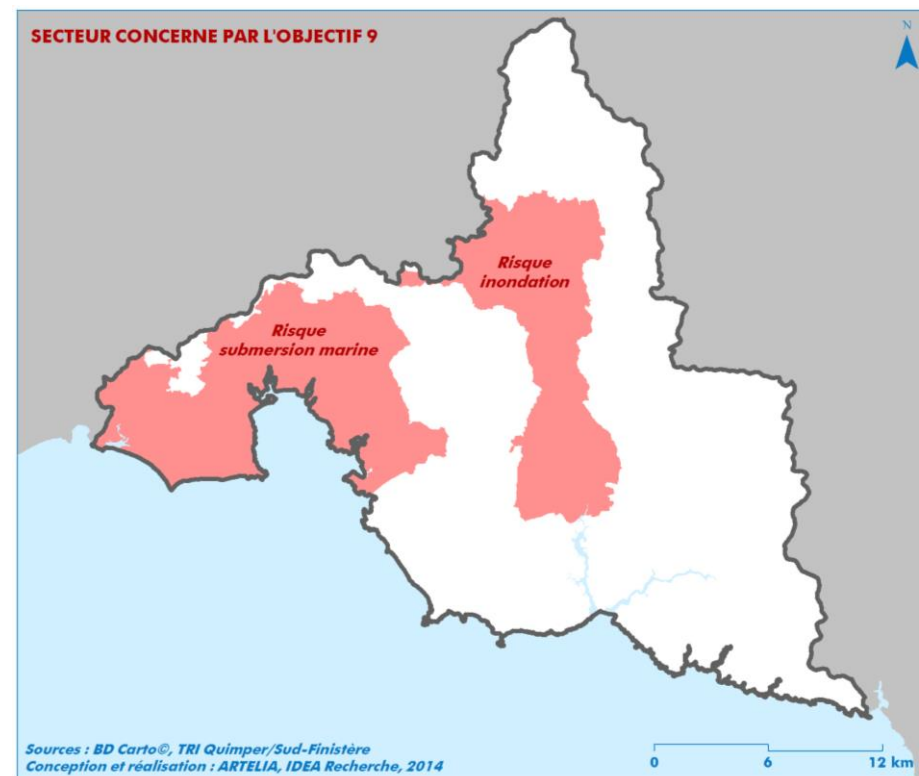 SECTEUR CONCERNE PAR L'OBJECTIF 9
N
Risque
inondation
Risque
submersion marine
Sources : BD Carto©, TRI Quimper/Sud-Finistère
Conception et réalisation : ARTELIA, IDEA Recherche, 2014
0 6 12 km